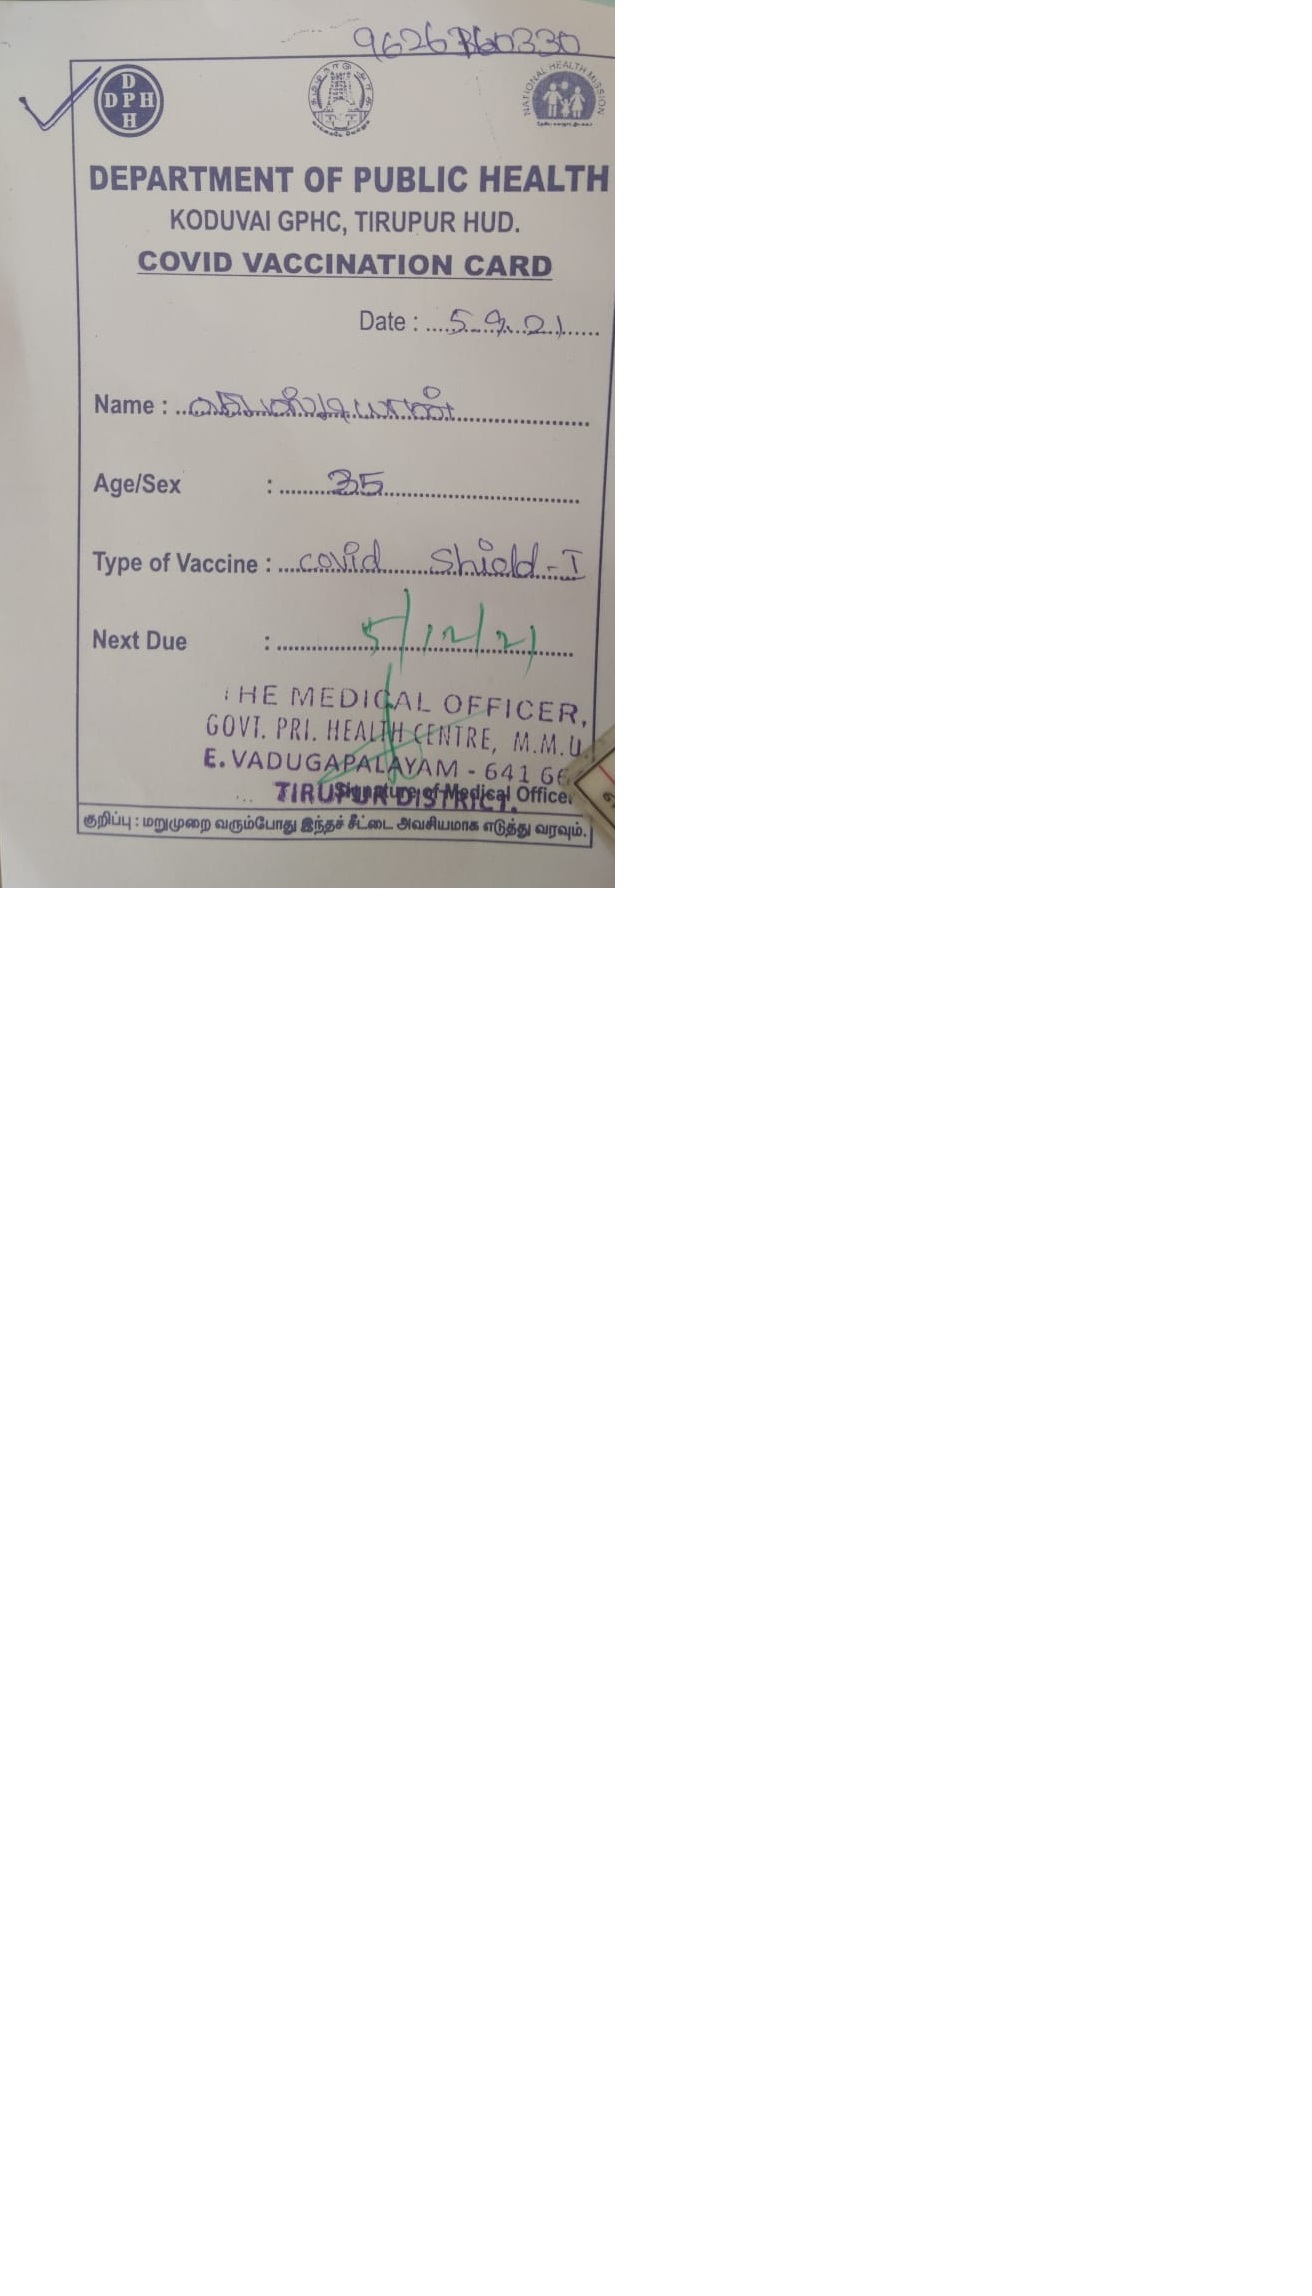 9626760330
D
DPH
H
NATIONAL HEALTH MISSION
DEPARTMENT OF PUBLIC HEALTH
KODUVAI GPHC, TIRUPUR HUD.
COVID VACCINATION CARD
Date : 5.9.21
Name :
Age/Sex : 35
Type of Vaccine : covid Shield-I
Next Due : 5/12/21
THE MEDICAL OFFICER,
GOVT. PRI. HEALTH CENTRE, M.M.U
E. VADUGAPALAYAM - 641 66
TIRUPUR DISTRICT.
Signature of Medical Officer
குறிப்பு : மறுமுறை வரும்போது இந்தச் சீட்டை அவசியமாக எடுத்து வரவும்.